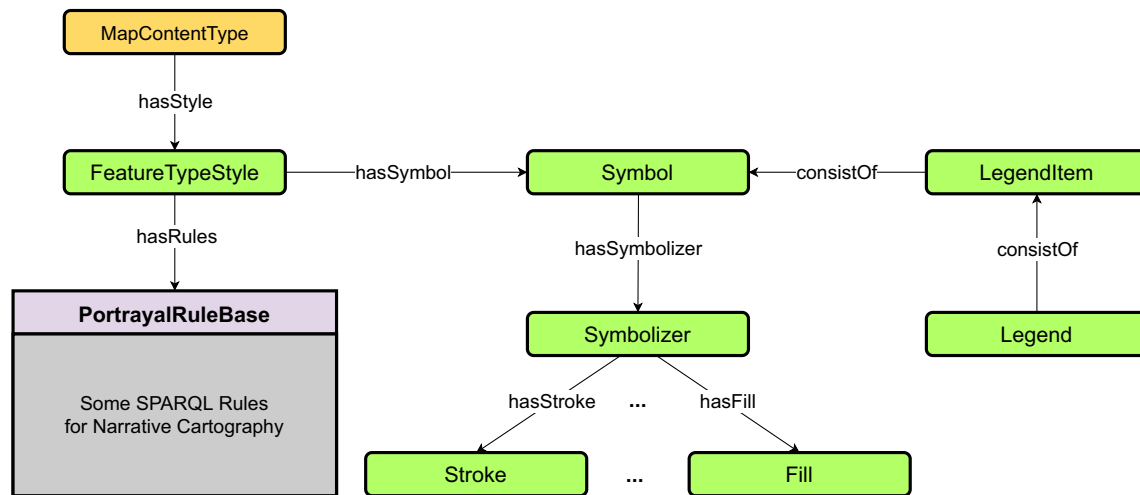 MapContentType
hasStyle
FeatureTypeStyle
hasSymbol
Symbol
consistOf
LegendItem
hasRules
hasSymbolizer
consistOf
PortrayalRuleBase
Symbolizer
Legend
Some SPARQL Rules
for Narrative Cartography
hasStroke
...
hasFill
Stroke
...
Fill